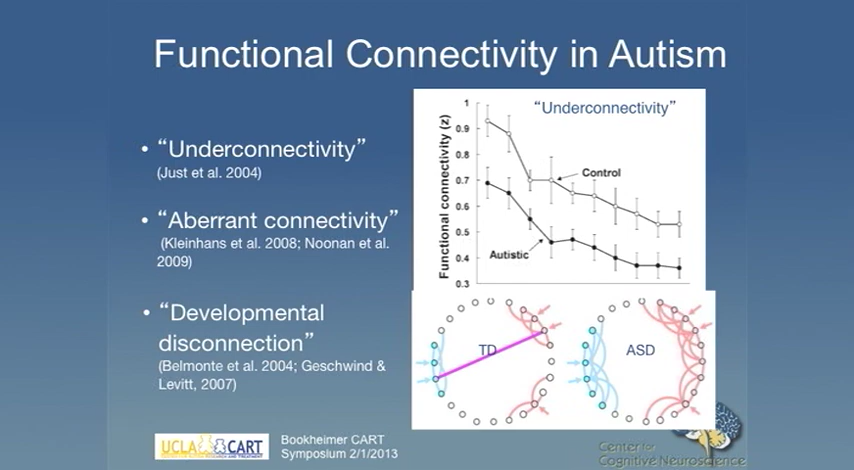 Functional Connectivity in Autism
• “Underconnectivity”
(Just et al. 2004)
• “Aberrant connectivity”
(Kleinhans et al. 2008; Noonan et al.
2009)
• “Developmental
disconnection”
(Belmonte et al. 2004; Geschwind &
Levitt, 2007)
“Underconnectivity”
Functional connectivity (z)
1
0.9
0.8
0.7
0.6
0.5
0.4
0.3
Control
Autistic
TD
ASD
UCLA CART
Bookheimer CART
Symposium 2/1/2013
Center for
Cognitive Neuroscience